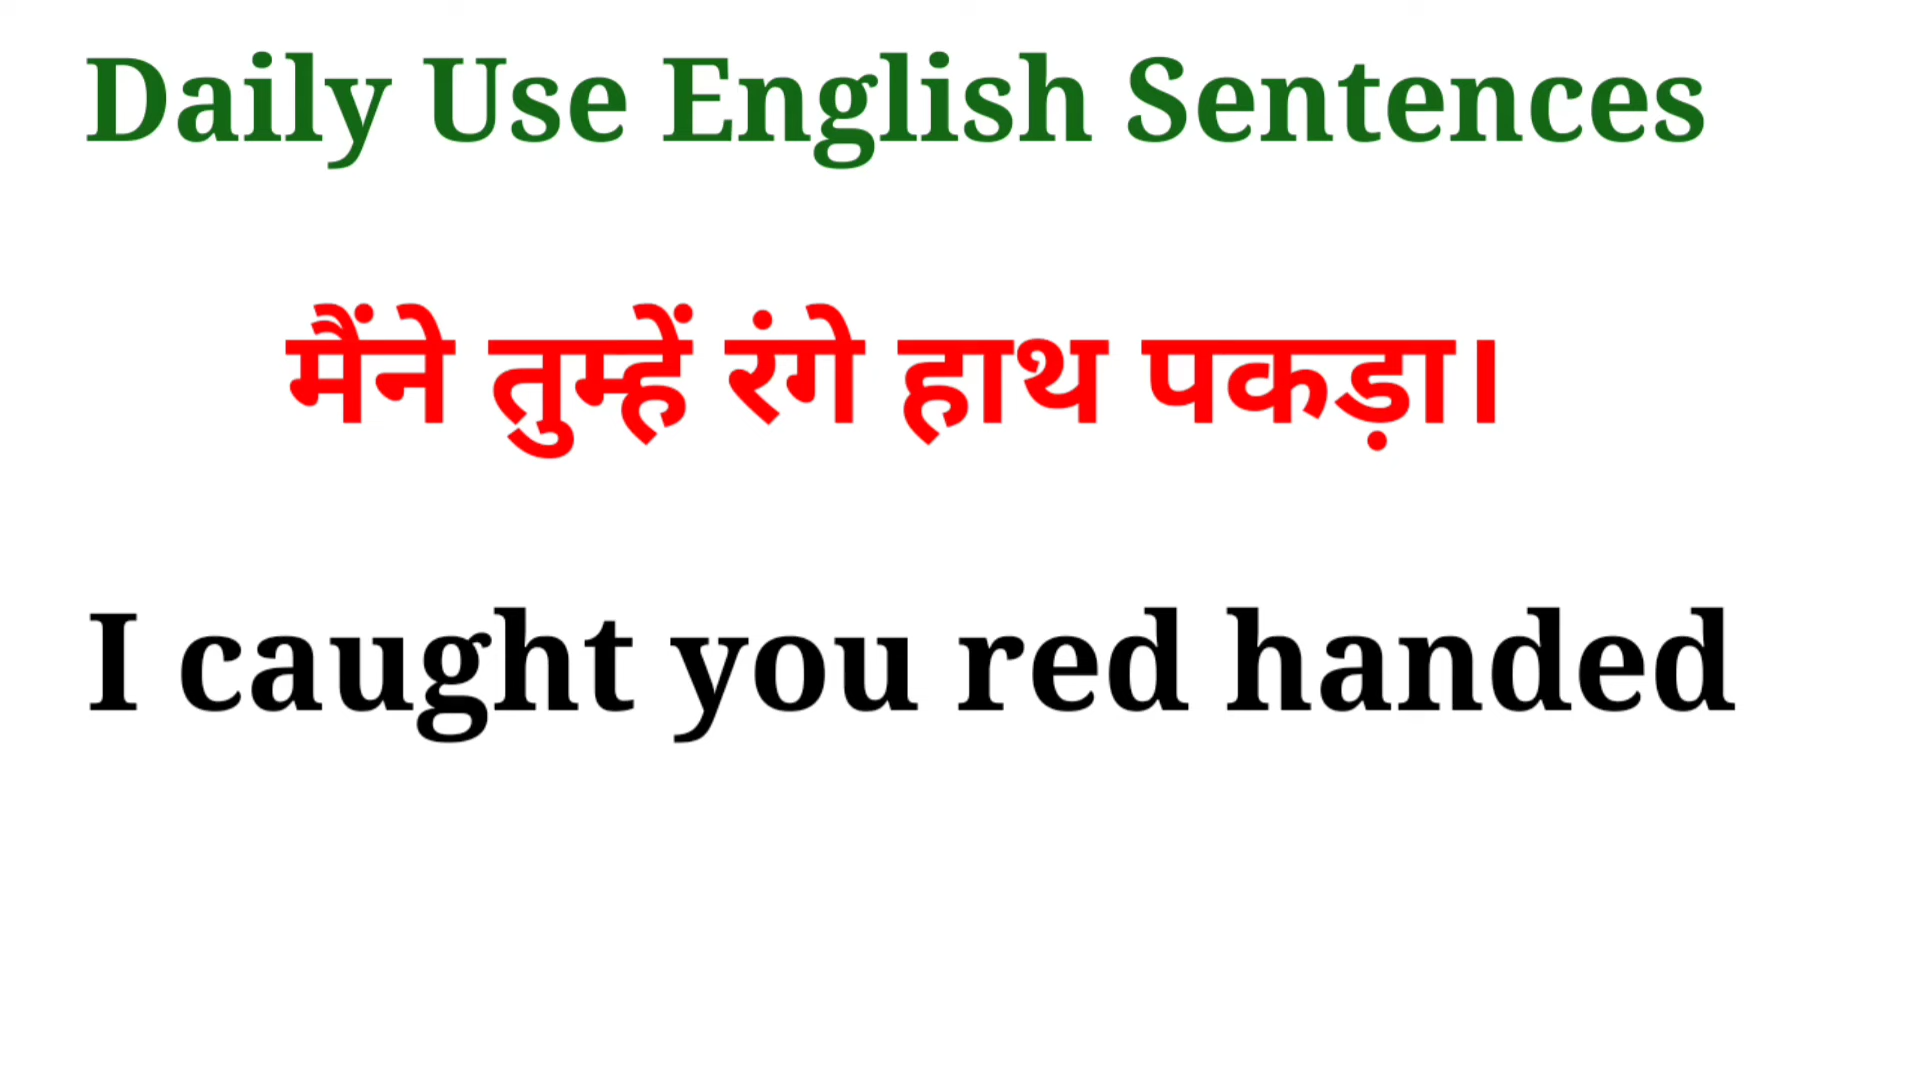 Daily Use English Sentences
मैंने तुम्हें रंगे हाथ पकड़ा।
I caught you red handed